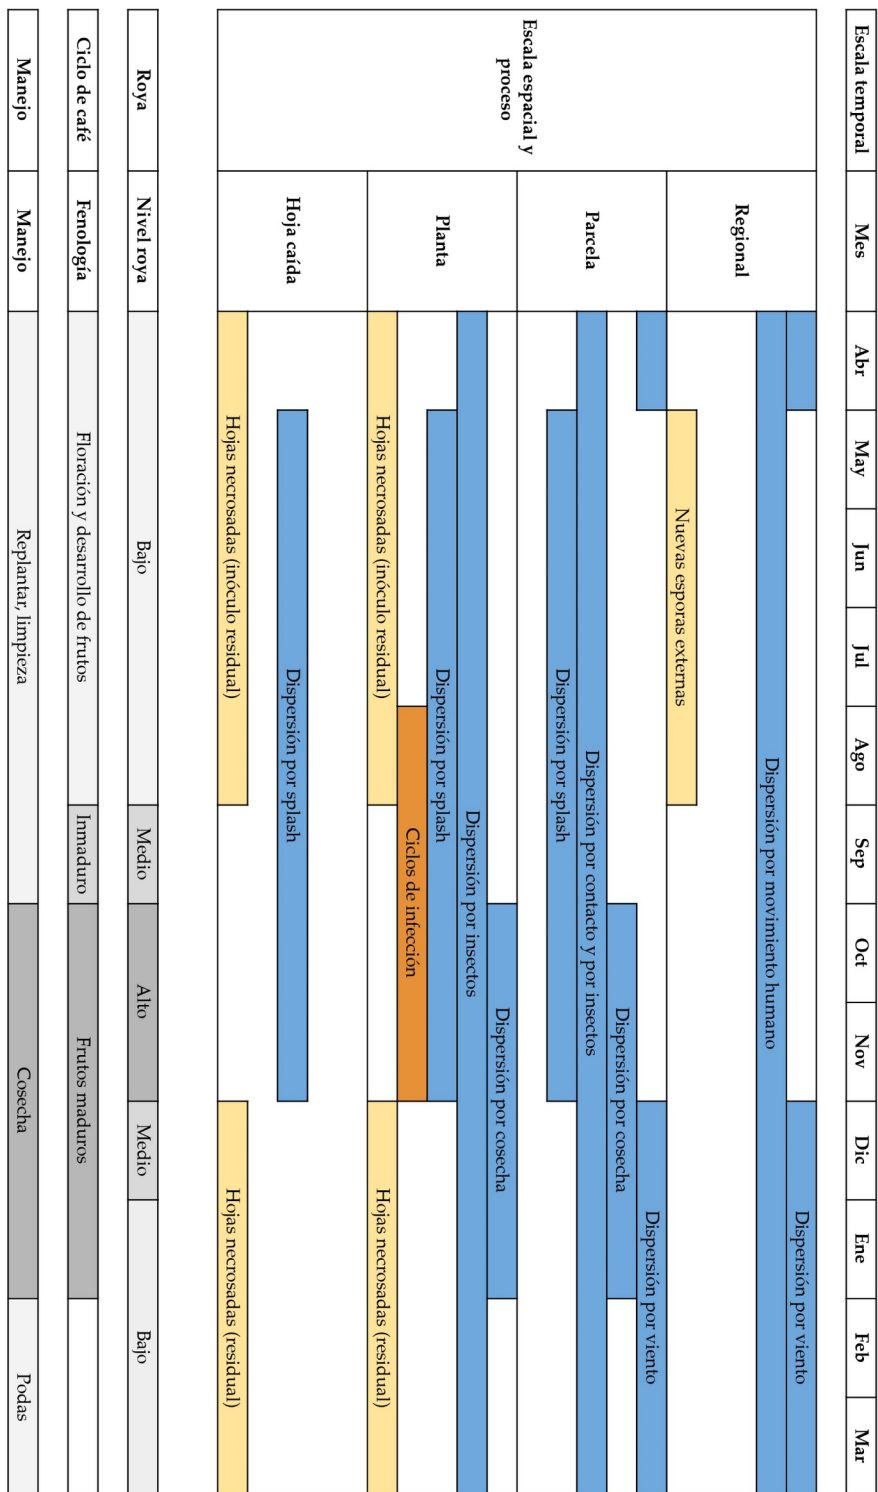 Escala temporal
Mes
Abr
May
Jun
Jul
Ago
Sep
Oct
Nov
Dic
Ene
Feb
Mar
Escala espacial y
proceso
Regional
Dispersión por viento
Dispersión por movimiento humano
Nuevas esporas externas
Parcela
Dispersión por viento
Dispersión por cosecha
Dispersión por contacto y por insectos
Dispersión por splash
Planta
Dispersión por cosecha
Dispersión por insectos
Dispersión por splash
Ciclos de infección
Hojas necrosadas (inóculo residual)
Hojas necrosadas (residual)
Hoja caída
Dispersión por splash
Hojas necrosadas (inóculo residual)
Hojas necrosadas (residual)
Roya
Nivel roya
Bajo
Medio
Alto
Medio
Bajo
Ciclo de café
Fenología
Floración y desarrollo de frutos
Inmaduro
Frutos maduros
Manejo
Manejo
Replantar, limpieza
Cosecha
Podas